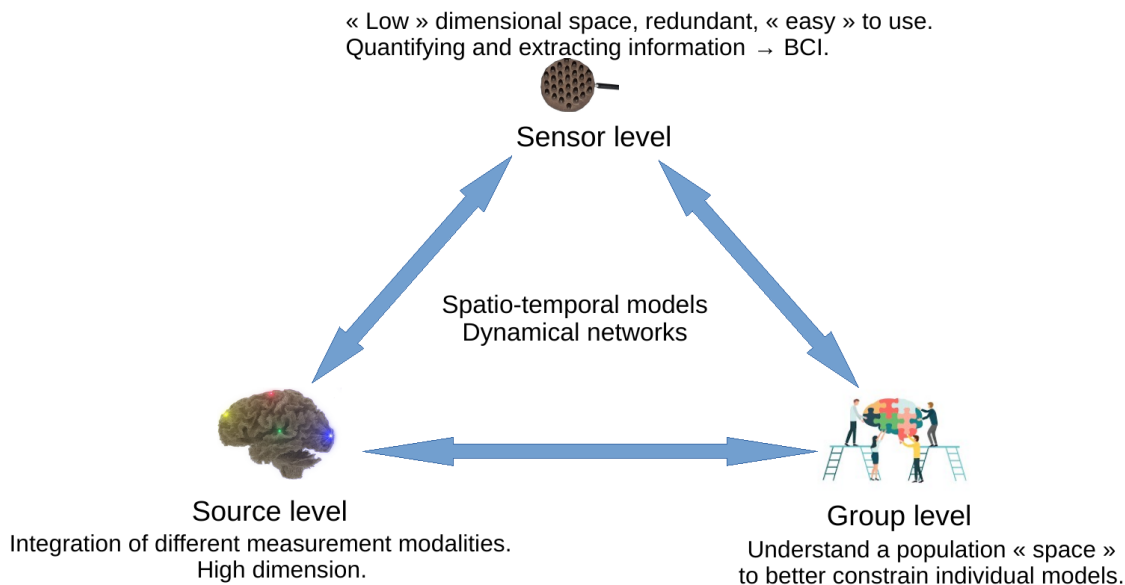 « Low » dimensional space, redundant, « easy » to use.
Quantifying and extracting information → BCI.
Sensor level
Spatio-temporal models
Dynamical networks
Source level
Integration of different measurement modalities.
High dimension.
Group level
Understand a population « space »
to better constrain individual models.